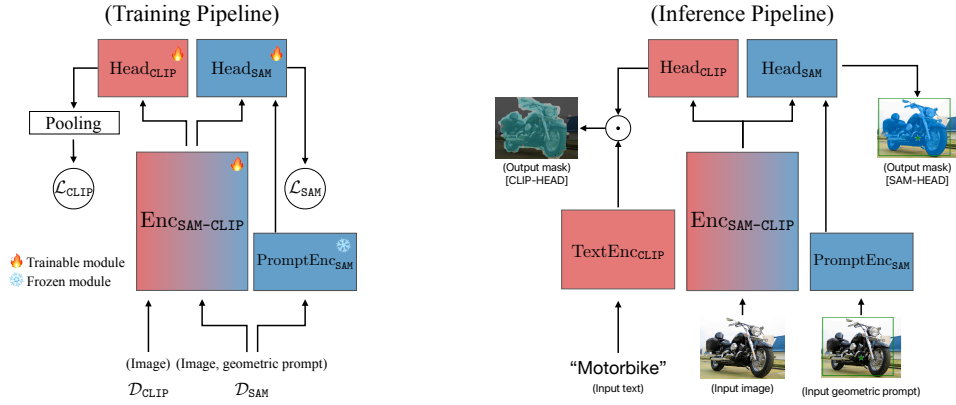 (Training Pipeline)
Head_CLIP
Head_SAM
Pooling
ℒ_CLIP
ℒ_SAM
Enc_SAM-CLIP
PromptEnc_SAM
Trainable module
Frozen module
(Image)
(Image, geometric prompt)
𝒟_CLIP
𝒟_SAM
(Inference Pipeline)
Head_CLIP
Head_SAM
(Output mask)
[CLIP-HEAD]
(Output mask)
[SAM-HEAD]
TextEnc_CLIP
Enc_SAM-CLIP
PromptEnc_SAM
“Motorbike”
(Input text)
(Input image)
(Input geometric prompt)